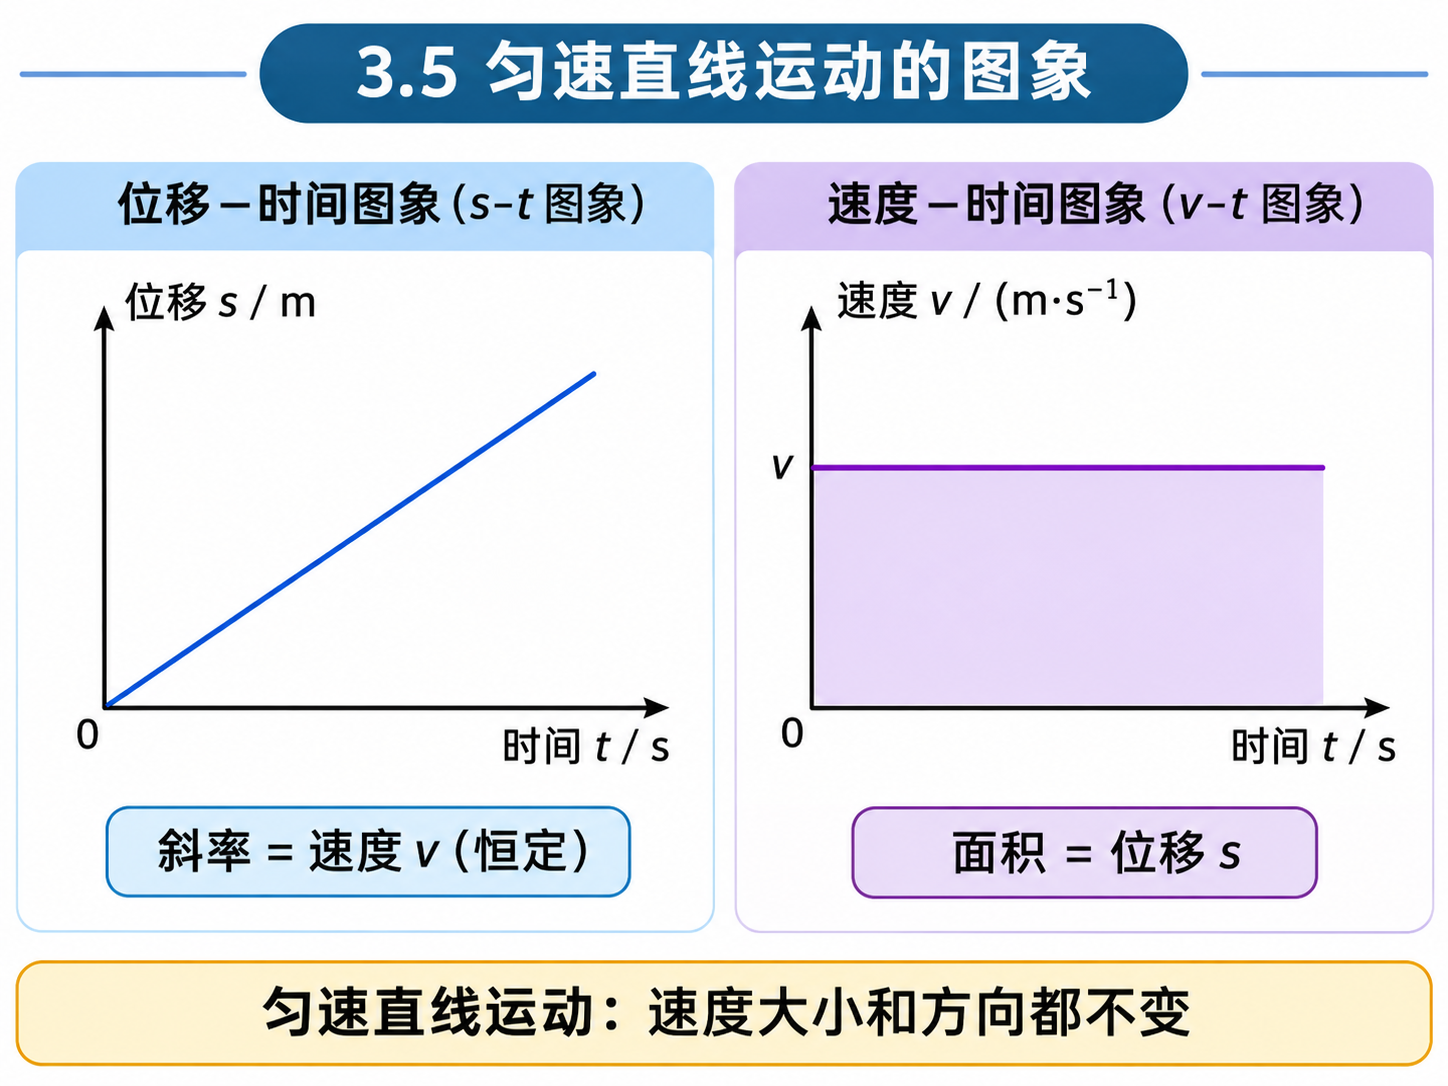 3.5 匀速直线运动的图象
位移－时间图象 (s–t 图象)
位移 s / m
0
时间 t / s
斜率 = 速度 v (恒定)
速度－时间图象 (v–t 图象)
速度 v / (m·s⁻¹)
v
0
时间 t / s
面积 = 位移 s
匀速直线运动：速度大小和方向都不变